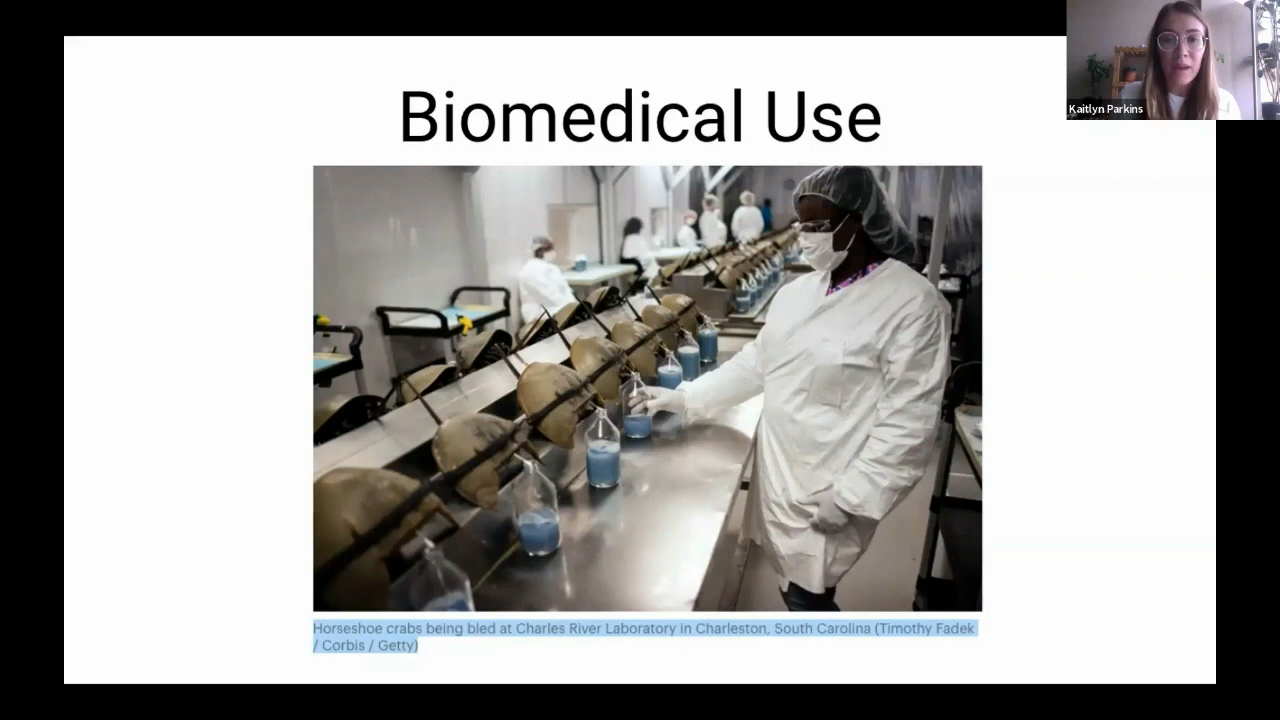 Biomedical Use
Kaitlyn Parkins
Horseshoe crabs being bled at Charles River Laboratory in Charleston, South Carolina (Timothy Fadek
/ Corbis / Getty)